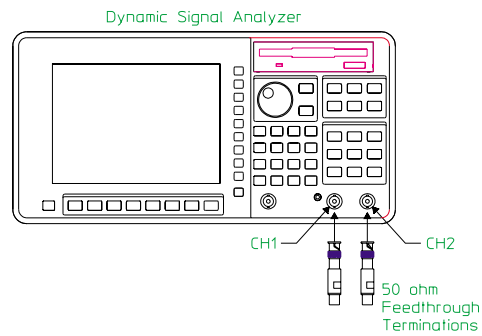 Dynamic Signal Analyzer
CH1
CH2
50 ohm
Feedthrough
Terminations